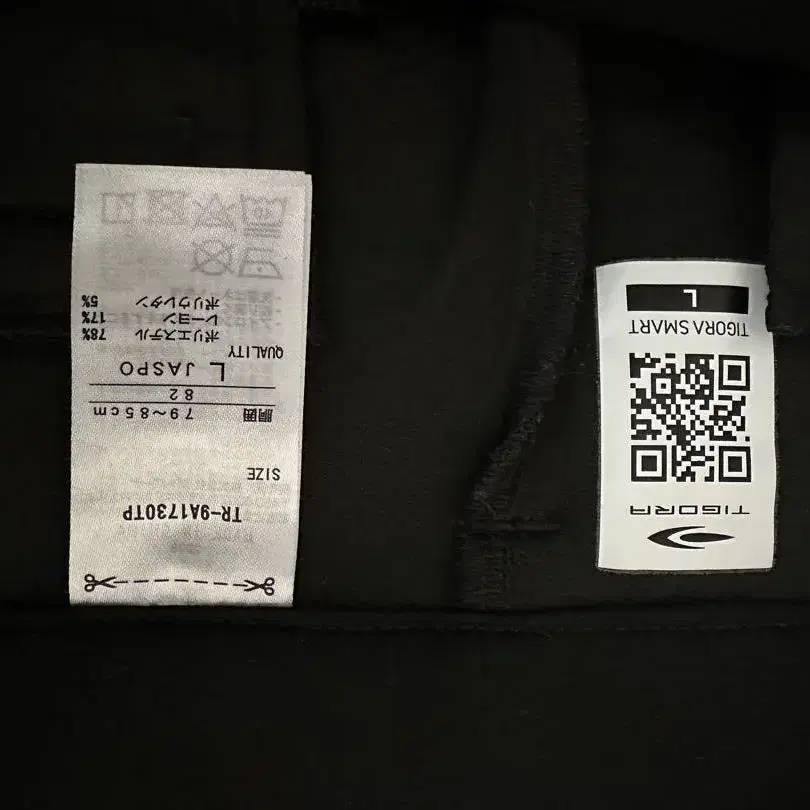 TR-9A1730TP
SIZE
胴囲 79~85cm
82
L JASPO
QUALITY
ポリエステル 78%
レーヨン 17%
ポリウレタン 5%
TIGORA
TIGORA SMART
L